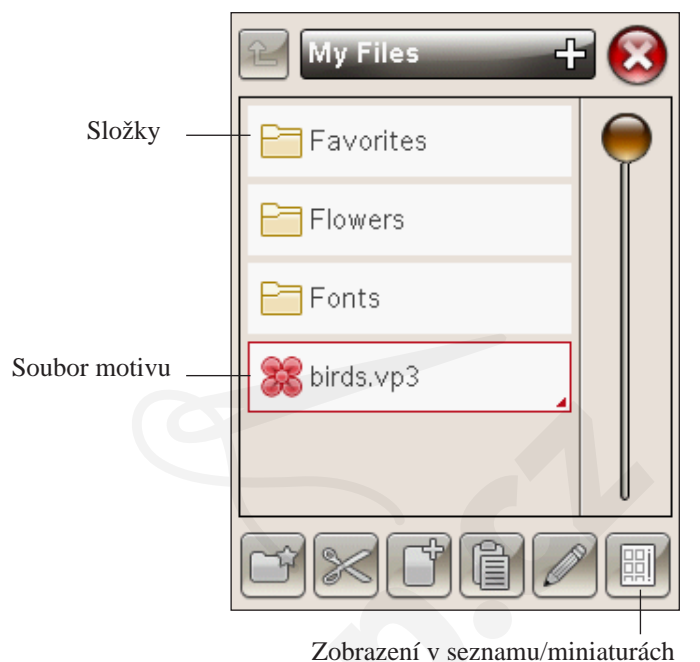 My Files
Složky
Favorites
Flowers
Fonts
Soubor motivu
birds.vp3
Zobrazení v seznamu/miniaturách